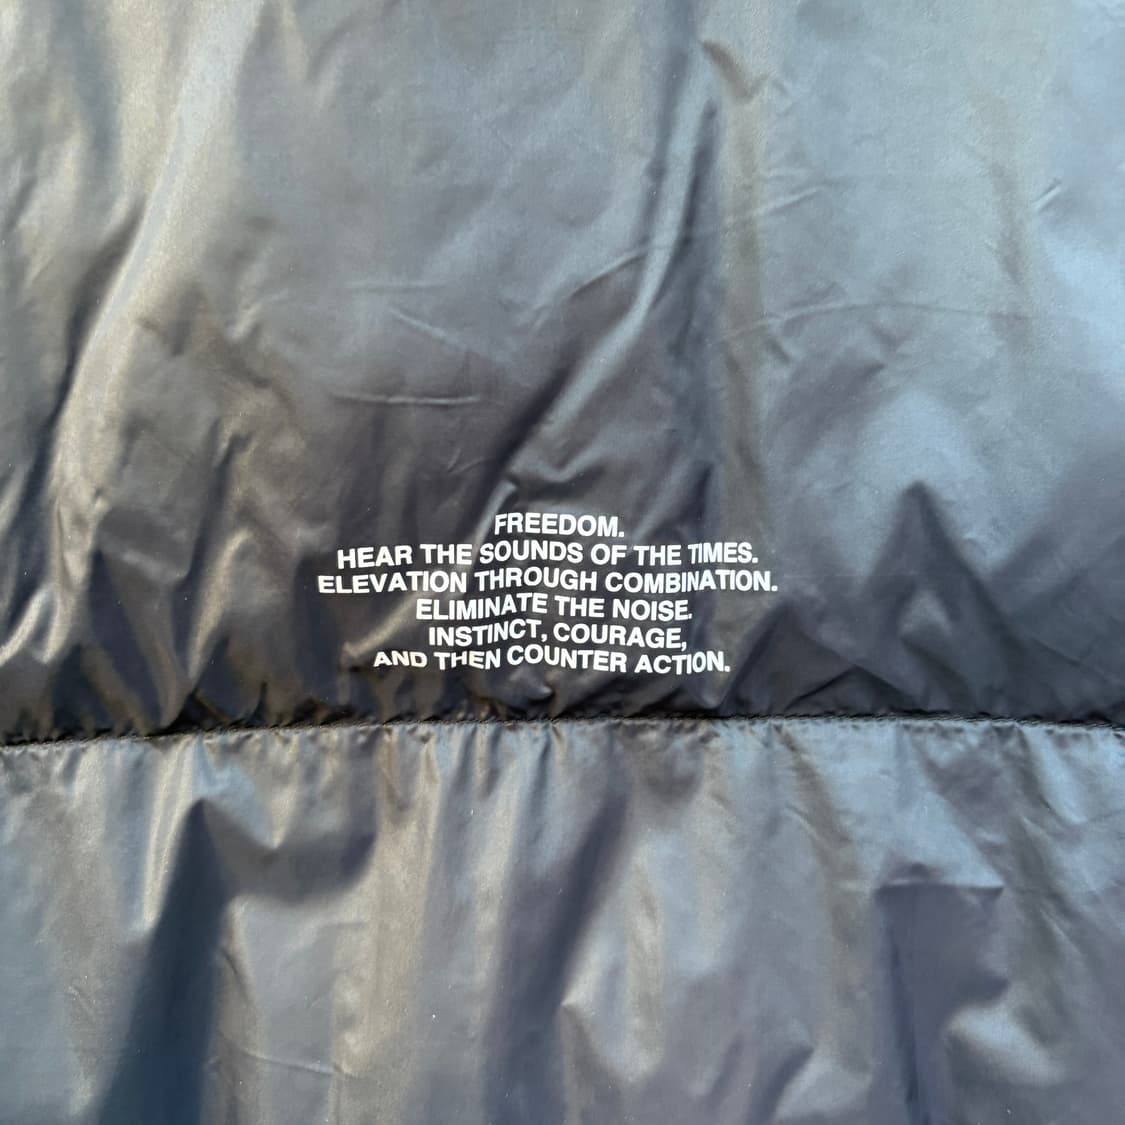 FREEDOM.
HEAR THE SOUNDS OF THE TIMES.
ELEVATION THROUGH COMBINATION.
ELIMINATE THE NOISE.
INSTINCT, COURAGE,
AND THEN COUNTER ACTION.